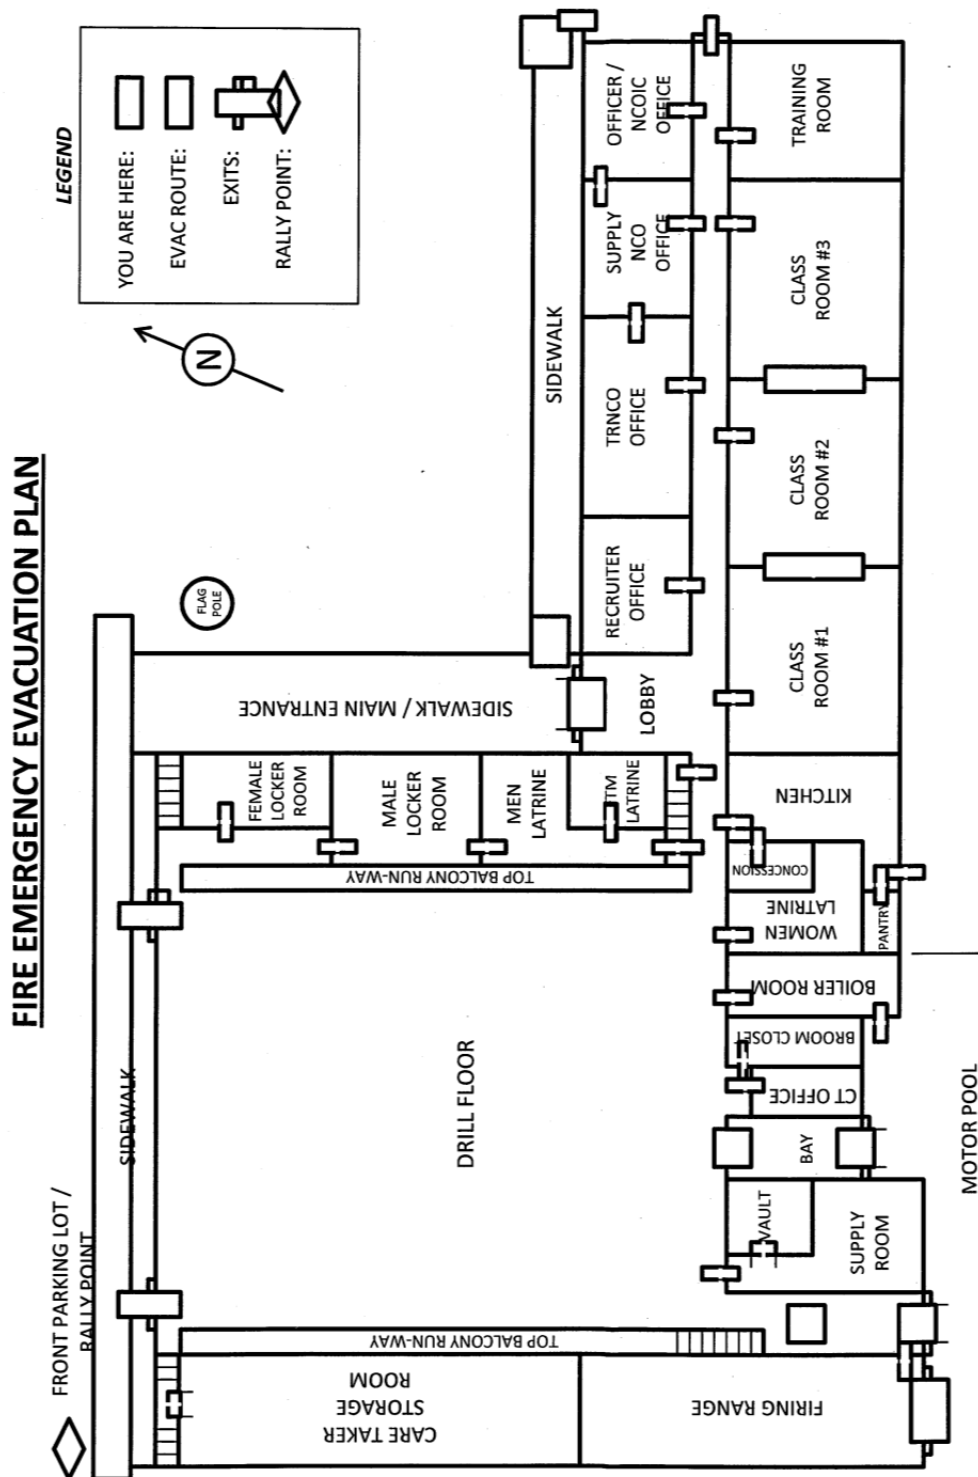 FIRE EMERGENCY EVACUATION PLAN
LEGEND
YOU ARE HERE:
EVAC ROUTE:
EXITS:
RALLY POINT:
N
FLAG
POLE
FRONT PARKING LOT /
RALLY POINT
SIDEWALK
SIDEWALK / MAIN ENTRANCE
SIDEWALK
OFFICER /
NCOIC
OFFICE
SUPPLY
NCO
OFFICE
TRNCO
OFFICE
RECRUITER
OFFICE
LOBBY
TRAINING
ROOM
CLASS
ROOM #3
CLASS
ROOM #2
CLASS
ROOM #1
KITCHEN
FEMALE
LOCKER
ROOM
MALE
LOCKER
ROOM
MEN
LATRINE
TM
LATRINE
TOP BALCONY RUN-WAY
DRILL FLOOR
CONCESSION
WOMEN
LATRINE
PANTRY
BOILER ROOM
BROOM CLOSET
CT OFFICE
BAY
VAULT
SUPPLY
ROOM
MOTOR POOL
TOP BALCONY RUN-WAY
CARE TAKER
STORAGE
ROOM
FIRING RANGE